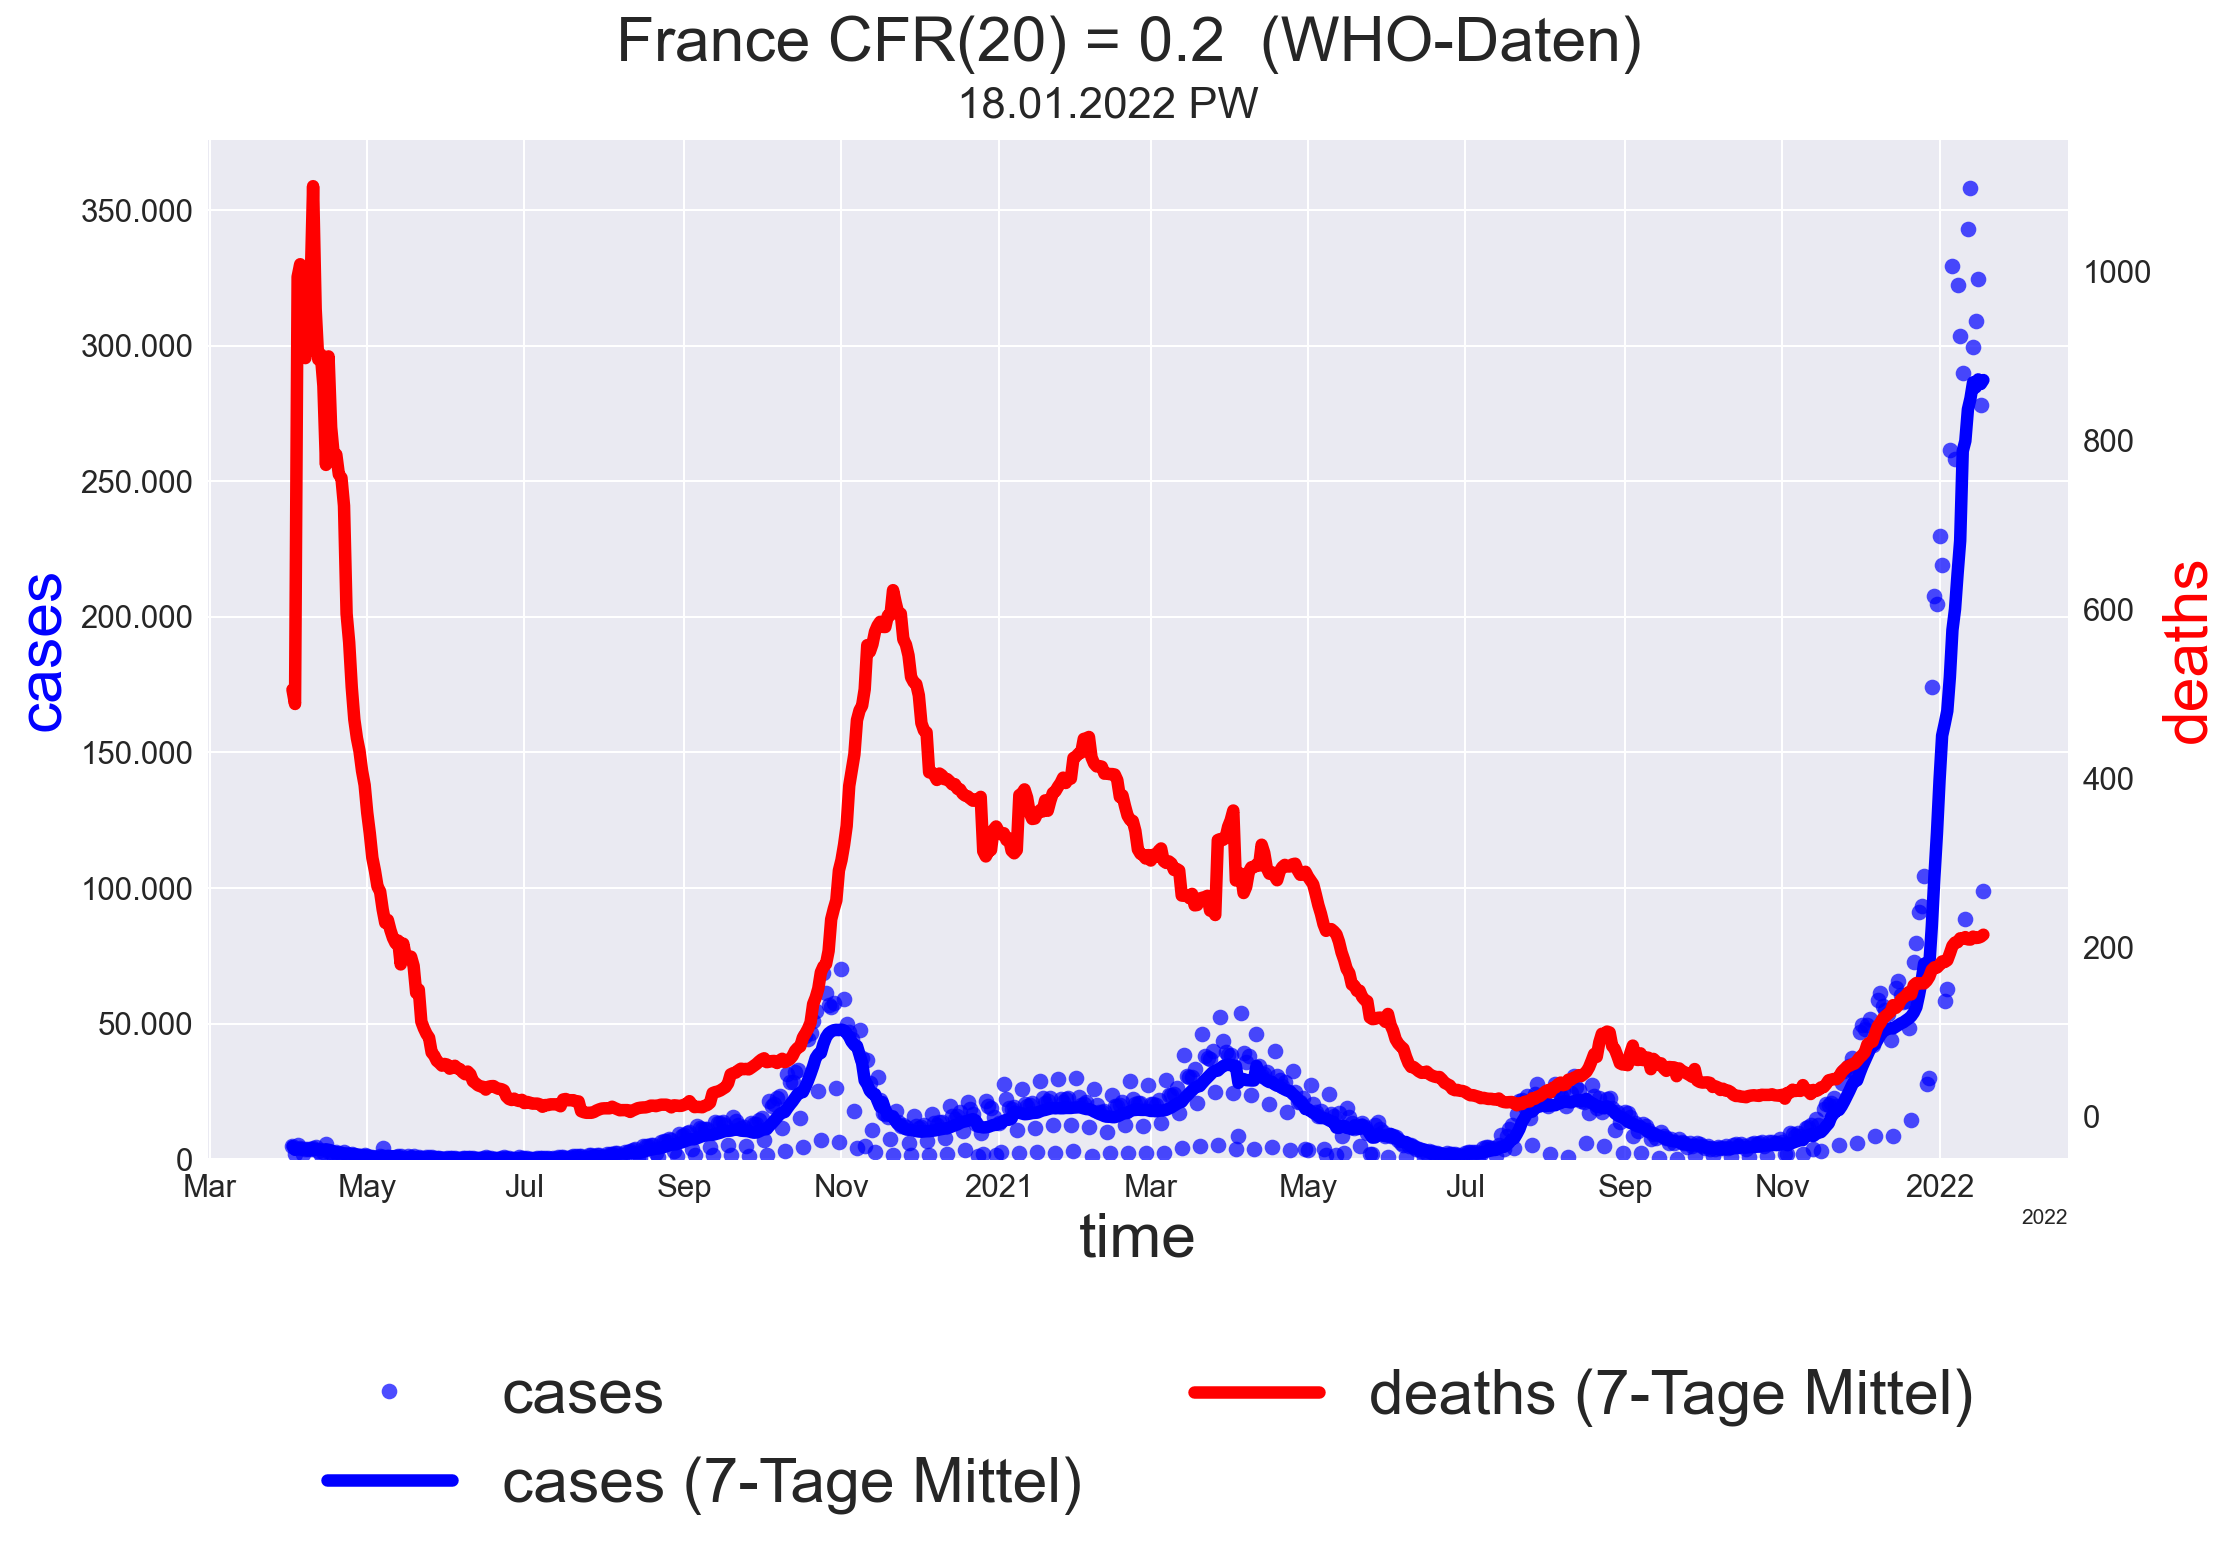 France CFR(20) = 0.2  (WHO-Daten)
18.01.2022 PW
350.000
300.000
250.000
200.000
150.000
100.000
50.000
0
cases
1000
800
600
400
200
0
deaths
Mar May Jul Sep Nov 2021 Mar May Jul Sep Nov 2022
2022
time
cases
deaths (7-Tage Mittel)
cases (7-Tage Mittel)